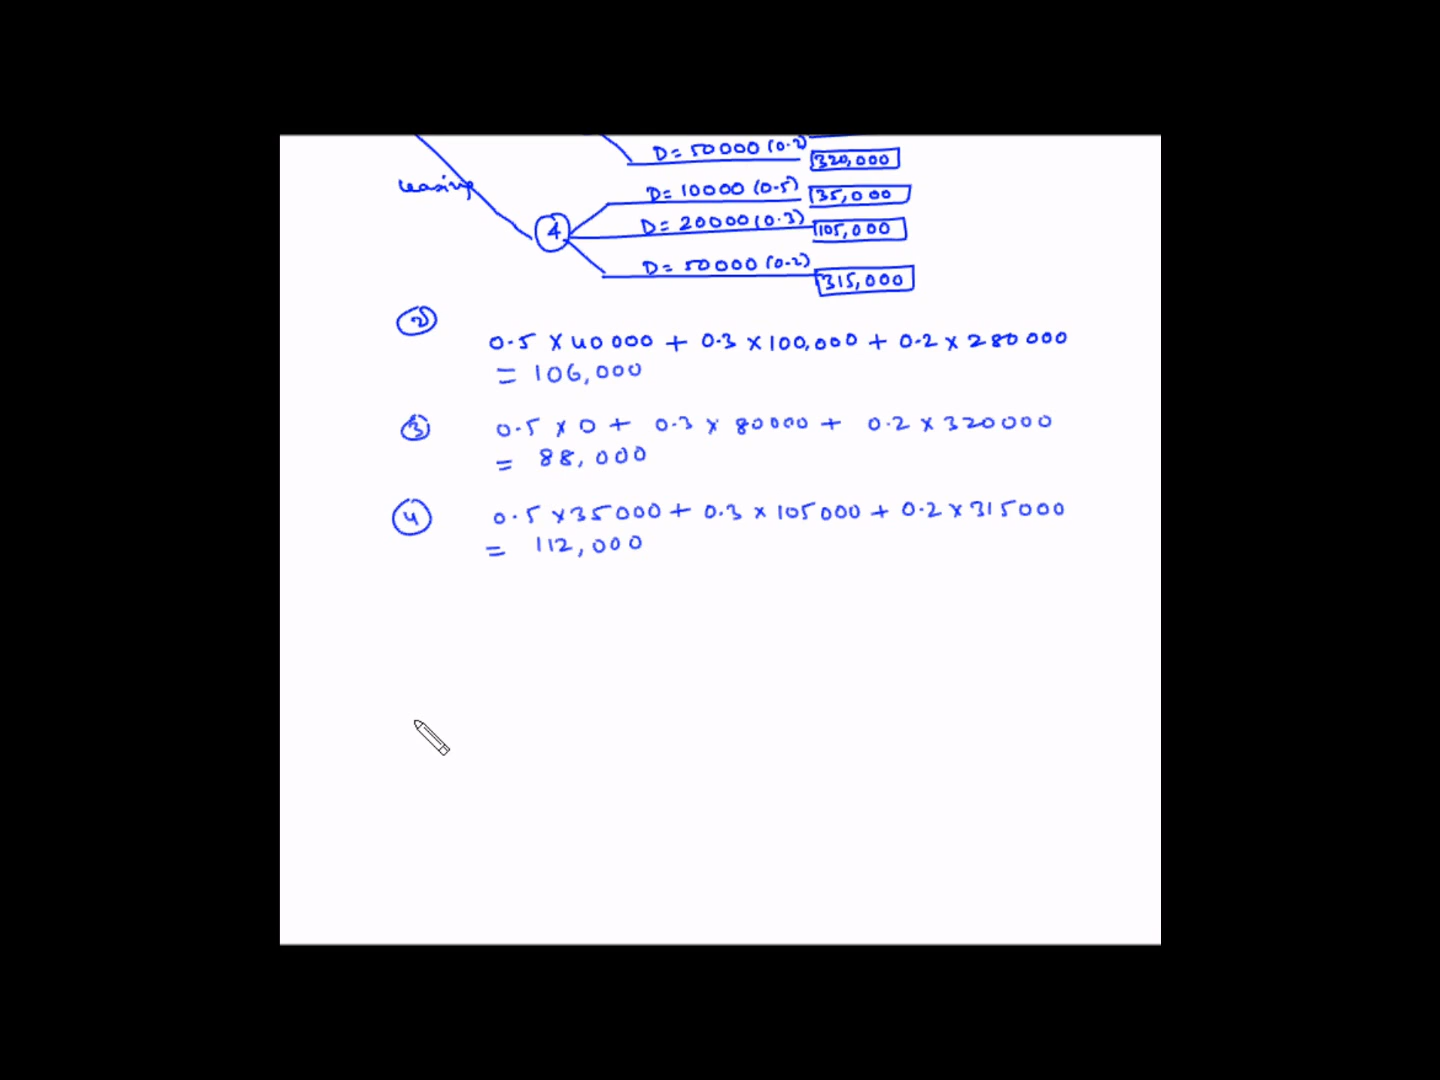 D = 50000 (0.2) 320,000
leasing
D = 10000 (0.5) 35,000
4
D = 20000 (0.3) 105,000
D = 50000 (0.2) 315,000
2
0.5 × 40000 + 0.3 × 100,000 + 0.2 × 280000
= 106,000
3
0.5 × 0 + 0.3 × 80000 + 0.2 × 320000
= 88,000
4
0.5 × 35000 + 0.3 × 105000 + 0.2 × 315000
= 112,000